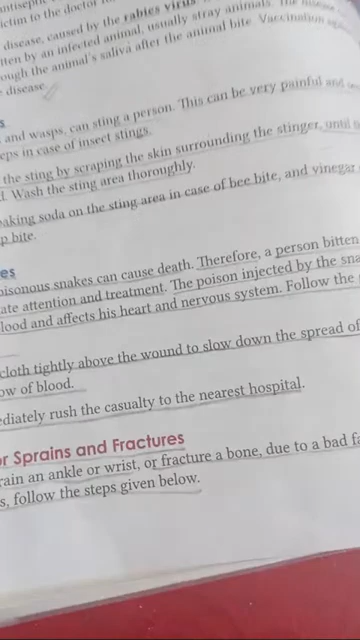 ntiseptic
ictim to the doctor
disease, caused by the rabies virus.
tten by an infected animal, usually stray animals. The disease
ough the animal's saliva after the animal bite. Vaccination
disease.
s
and wasps, can sting a person. This can be very painful and
eps in case of insect stings.
the sting by scraping the skin surrounding the stinger, until
d. Wash the sting area thoroughly.
aking soda on the sting area in case of bee bite, and vinegar
p bite.
es
oisonous snakes can cause death. Therefore, a person bitten
ate attention and treatment. The poison injected by the sna
lood and affects his heart and nervous system. Follow the
cloth tightly above the wound to slow down the spread of
ow of blood.
ediately rush the casualty to the nearest hospital.
or Sprains and Fractures
rain an ankle or wrist, or fracture a bone, due to a bad fa
s, follow the steps given below.